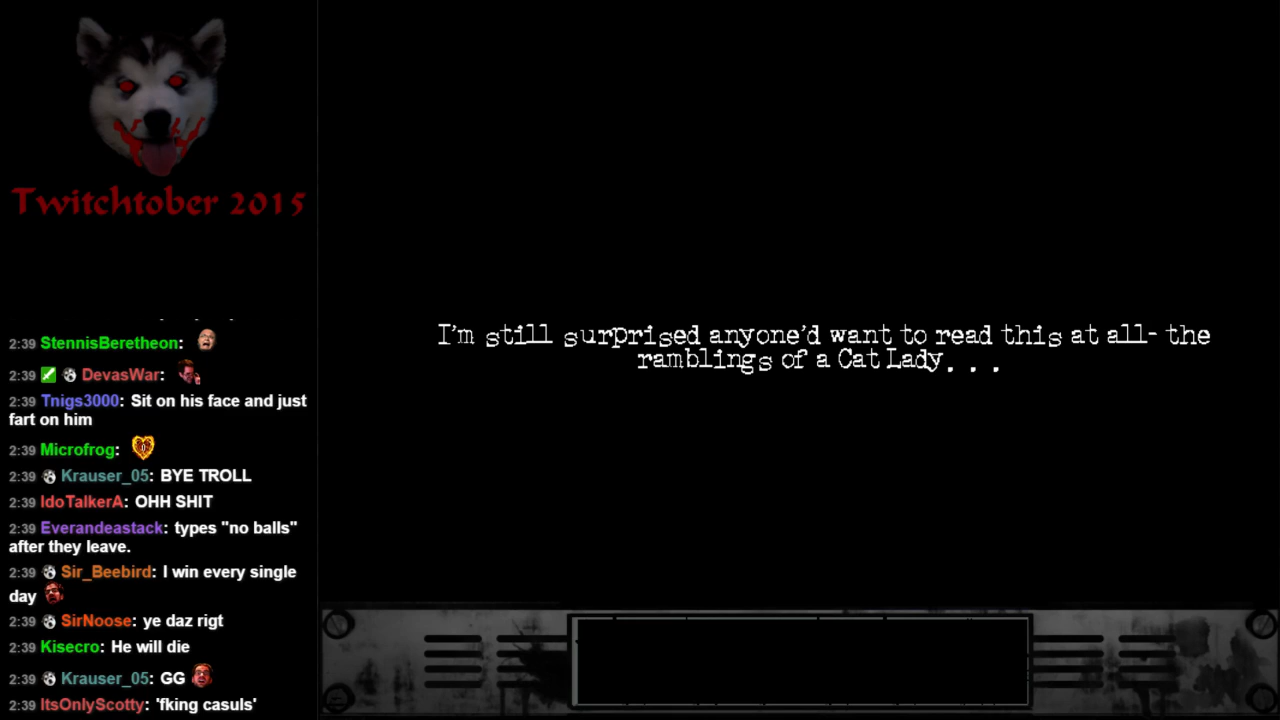 Twitchtober 2015
I'm still surprised anyone'd want to read this at all- the
ramblings of a Cat Lady. . .
2:39 StennisBeretheon:
2:39 DevasWar:
2:39 Tnigs3000: Sit on his face and just
fart on him
2:39 Microfrog:
2:39 Krauser_05: BYE TROLL
2:39 IdoTalkerA: OHH SHIT
2:39 Everandeastack: types "no balls"
after they leave.
2:39 Sir_Beebird: I win every single
day
2:39 SirNoose: ye daz rigt
2:39 Kisecro: He will die
2:39 Krauser_05: GG
2:39 ItsOnlyScotty: 'fking casuls'